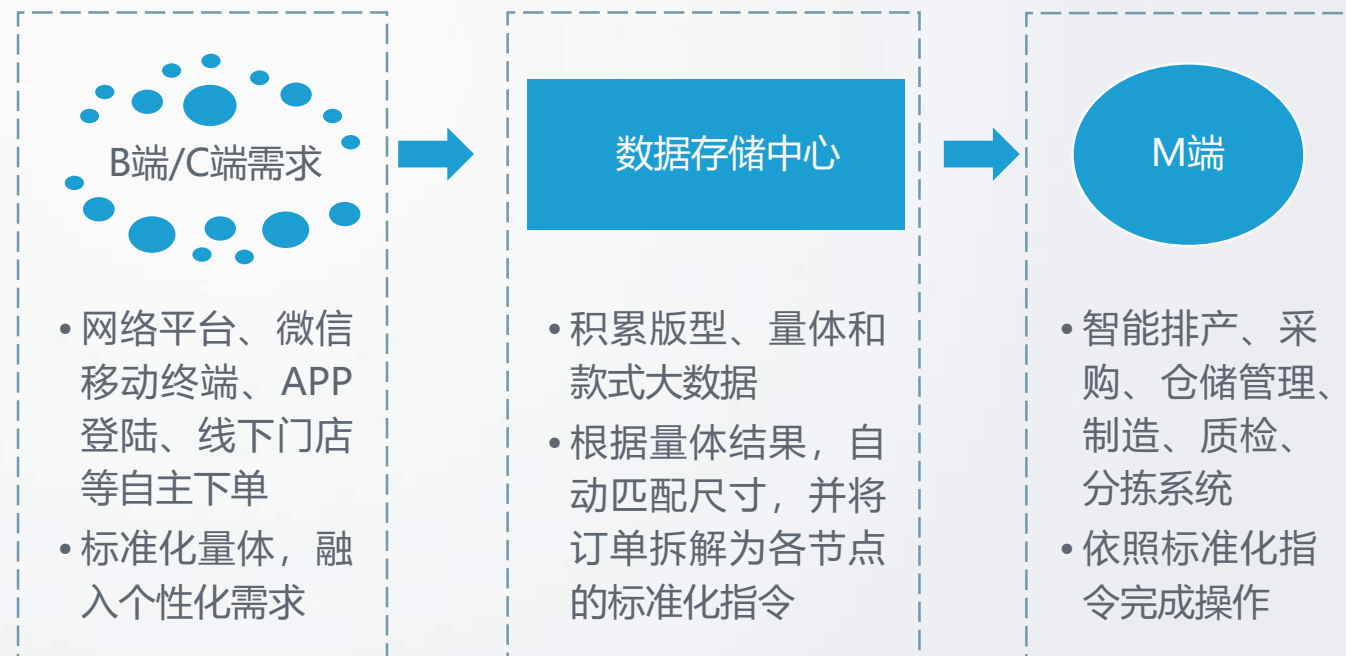 B端/C端需求
• 网络平台、微信
移动终端、APP
登陆、线下门店
等自主下单
• 标准化量体，融
入个性化需求
数据存储中心
• 积累版型、量体和
款式大数据
• 根据量体结果，自
动匹配尺寸，并将
订单拆解为各节点
的标准化指令
M端
• 智能排产、采
购、仓储管理、
制造、质检、
分拣系统
• 依照标准化指
令完成操作